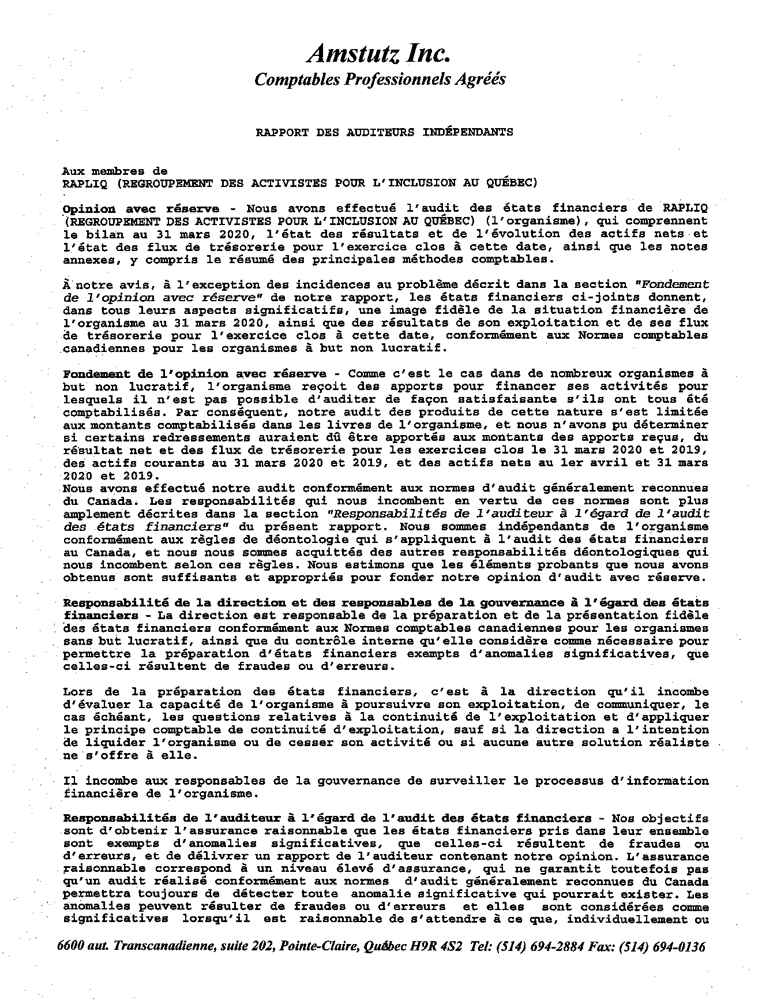 Amstutz Inc.
Comptables Professionnels Agréés
RAPPORT DES AUDITEURS INDÉPENDANTS
Aux membres de
RAPLIQ (REGROUPEMENT DES ACTIVISTES POUR L'INCLUSION AU QUÉBEC)
Opinion avec réserve - Nous avons effectué l'audit des états financiers de RAPLIQ
(REGROUPEMENT DES ACTIVISTES POUR L'INCLUSION AU QUÉBEC) (l'organisme), qui comprennent
le bilan au 31 mars 2020, l'état des résultats et de l'évolution des actifs nets et
l'état des flux de trésorerie pour l'exercice clos à cette date, ainsi que les notes
annexes, y compris le résumé des principales méthodes comptables.
À notre avis, à l'exception des incidences au problème décrit dans la section "Fondement
de l'opinion avec réserve" de notre rapport, les états financiers ci-joints donnent,
dans tous leurs aspects significatifs, une image fidèle de la situation financière de
l'organisme au 31 mars 2020, ainsi que des résultats de son exploitation et de ses flux
de trésorerie pour l'exercice clos à cette date, conformément aux Normes comptables
canadiennes pour les organismes à but non lucratif.
Fondement de l'opinion avec réserve - Comme c'est le cas dans de nombreux organismes à
but non lucratif, l'organisme reçoit des apports pour financer ses activités pour
lesquels il n'est pas possible d'auditer de façon satisfaisante s'ils ont tous été
comptabilisés. Par conséquent, notre audit des produits de cette nature s'est limitée
aux montants comptabilisés dans les livres de l'organisme, et nous n'avons pu déterminer
si certains redressements auraient dû être apportés aux montants des apports reçus, du
résultat net et des flux de trésorerie pour les exercices clos le 31 mars 2020 et 2019,
des actifs courants au 31 mars 2020 et 2019, et des actifs nets au 1er avril et 31 mars
2020 et 2019.
Nous avons effectué notre audit conformément aux normes d'audit généralement reconnues
du Canada. Les responsabilités qui nous incombent en vertu de ces normes sont plus
amplement décrites dans la section "Responsabilités de l'auditeur à l'égard de l'audit
des états financiers" du présent rapport. Nous sommes indépendants de l'organisme
conformément aux règles de déontologie qui s'appliquent à l'audit des états financiers
au Canada, et nous nous sommes acquittés des autres responsabilités déontologiques qui
nous incombent selon ces règles. Nous estimons que les éléments probants que nous avons
obtenus sont suffisants et appropriés pour fonder notre opinion d'audit avec réserve.
Responsabilité de la direction et des responsables de la gouvernance à l'égard des états
financiers - La direction est responsable de la préparation et de la présentation fidèle
des états financiers conformément aux Normes comptables canadiennes pour les organismes
sans but lucratif, ainsi que du contrôle interne qu'elle considère comme nécessaire pour
permettre la préparation d'états financiers exempts d'anomalies significatives, que
celles-ci résultent de fraudes ou d'erreurs.
Lors de la préparation des états financiers, c'est à la direction qu'il incombe
d'évaluer la capacité de l'organisme à poursuivre son exploitation, de communiquer, le
cas échéant, les questions relatives à la continuité de l'exploitation et d'appliquer
le principe comptable de continuité d'exploitation, sauf si la direction a l'intention
de liquider l'organisme ou de cesser son activité ou si aucune autre solution réaliste
ne s'offre à elle.
Il incombe aux responsables de la gouvernance de surveiller le processus d'information
financière de l'organisme.
Responsabilités de l'auditeur à l'égard de l'audit des états financiers - Nos objectifs
sont d'obtenir l'assurance raisonnable que les états financiers pris dans leur ensemble
sont exempts d'anomalies significatives, que celles-ci résultent de fraudes ou
d'erreurs, et de délivrer un rapport de l'auditeur contenant notre opinion. L'assurance
raisonnable correspond à un niveau élevé d'assurance, qui ne garantit toutefois pas
qu'un audit réalisé conformément aux normes d'audit généralement reconnues du Canada
permettra toujours de détecter toute anomalie significative qui pourrait exister. Les
anomalies peuvent résulter de fraudes ou d'erreurs et elles sont considérées comme
significatives lorsqu'il est raisonnable de s'attendre à ce que, individuellement ou
6600 aut. Transcanadienne, suite 202, Pointe-Claire, Québec H9R 4S2 Tel: (514) 694-2884 Fax: (514) 694-0136